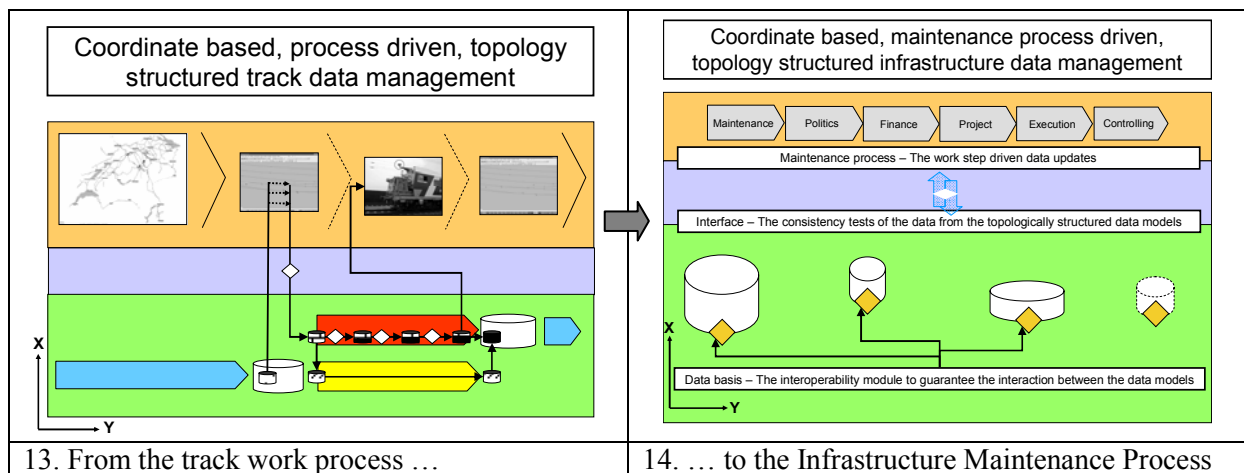 Coordinate based, process driven, topology
structured track data management
X
Y
13. From the track work process …
Coordinate based, maintenance process driven,
topology structured infrastructure data management
Maintenance
Politics
Finance
Project
Execution
Controlling
Maintenance process – The work step driven data updates
Interface – The consistency tests of the data from the topologically structured data models
X
Y
Data basis – The interoperability module to guarantee the interaction between the data models
14. … to the Infrastructure Maintenance Process